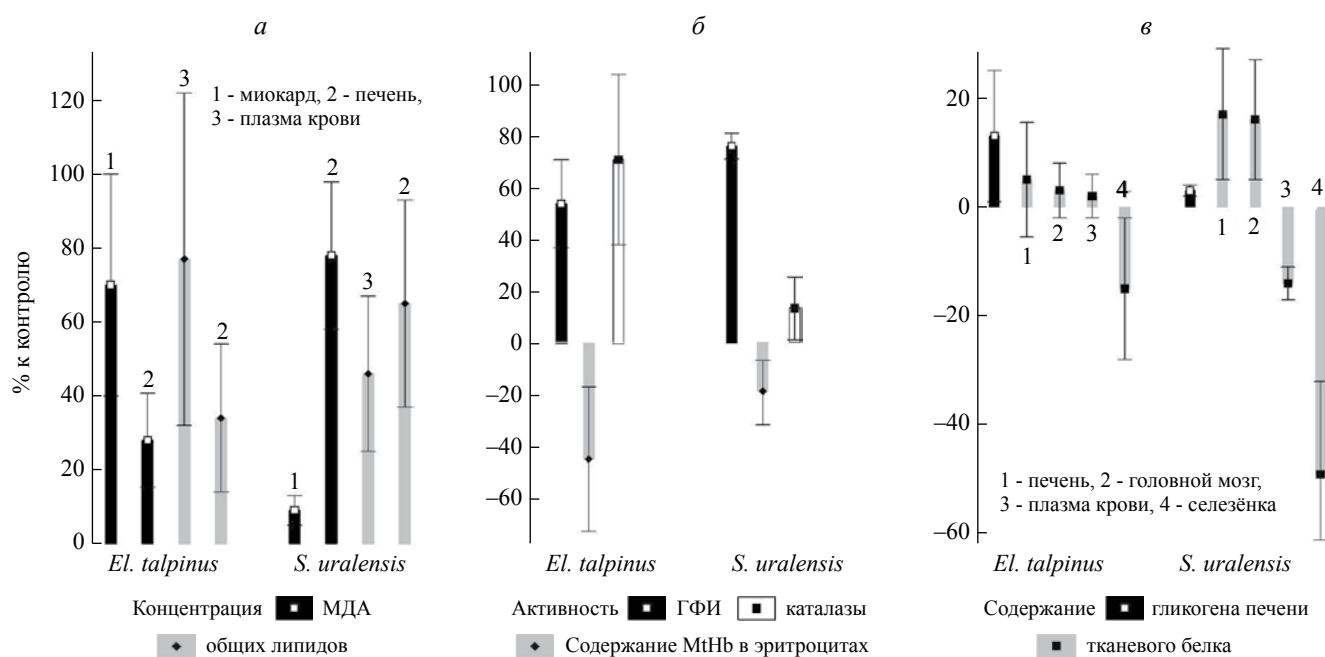 а
% к контролю
120
100
80
60
40
20
0
1 - миокард, 2 - печень,
3 - плазма крови
1
2
3
2
1
2
3
2
El. talpinus
S. uralensis
Концентрация МДА
общих липидов
б
100
80
60
40
20
0
–20
–40
–60
El. talpinus
S. uralensis
Активность ГФИ каталазы
Содержание MtHb в эритроцитах
в
20
0
–20
–40
–60
1
2
3
4
1
2
3
4
1 - печень, 2 - головной мозг,
3 - плазма крови, 4 - селезёнка
El. talpinus
S. uralensis
Содержание гликогена печени
тканевого белка